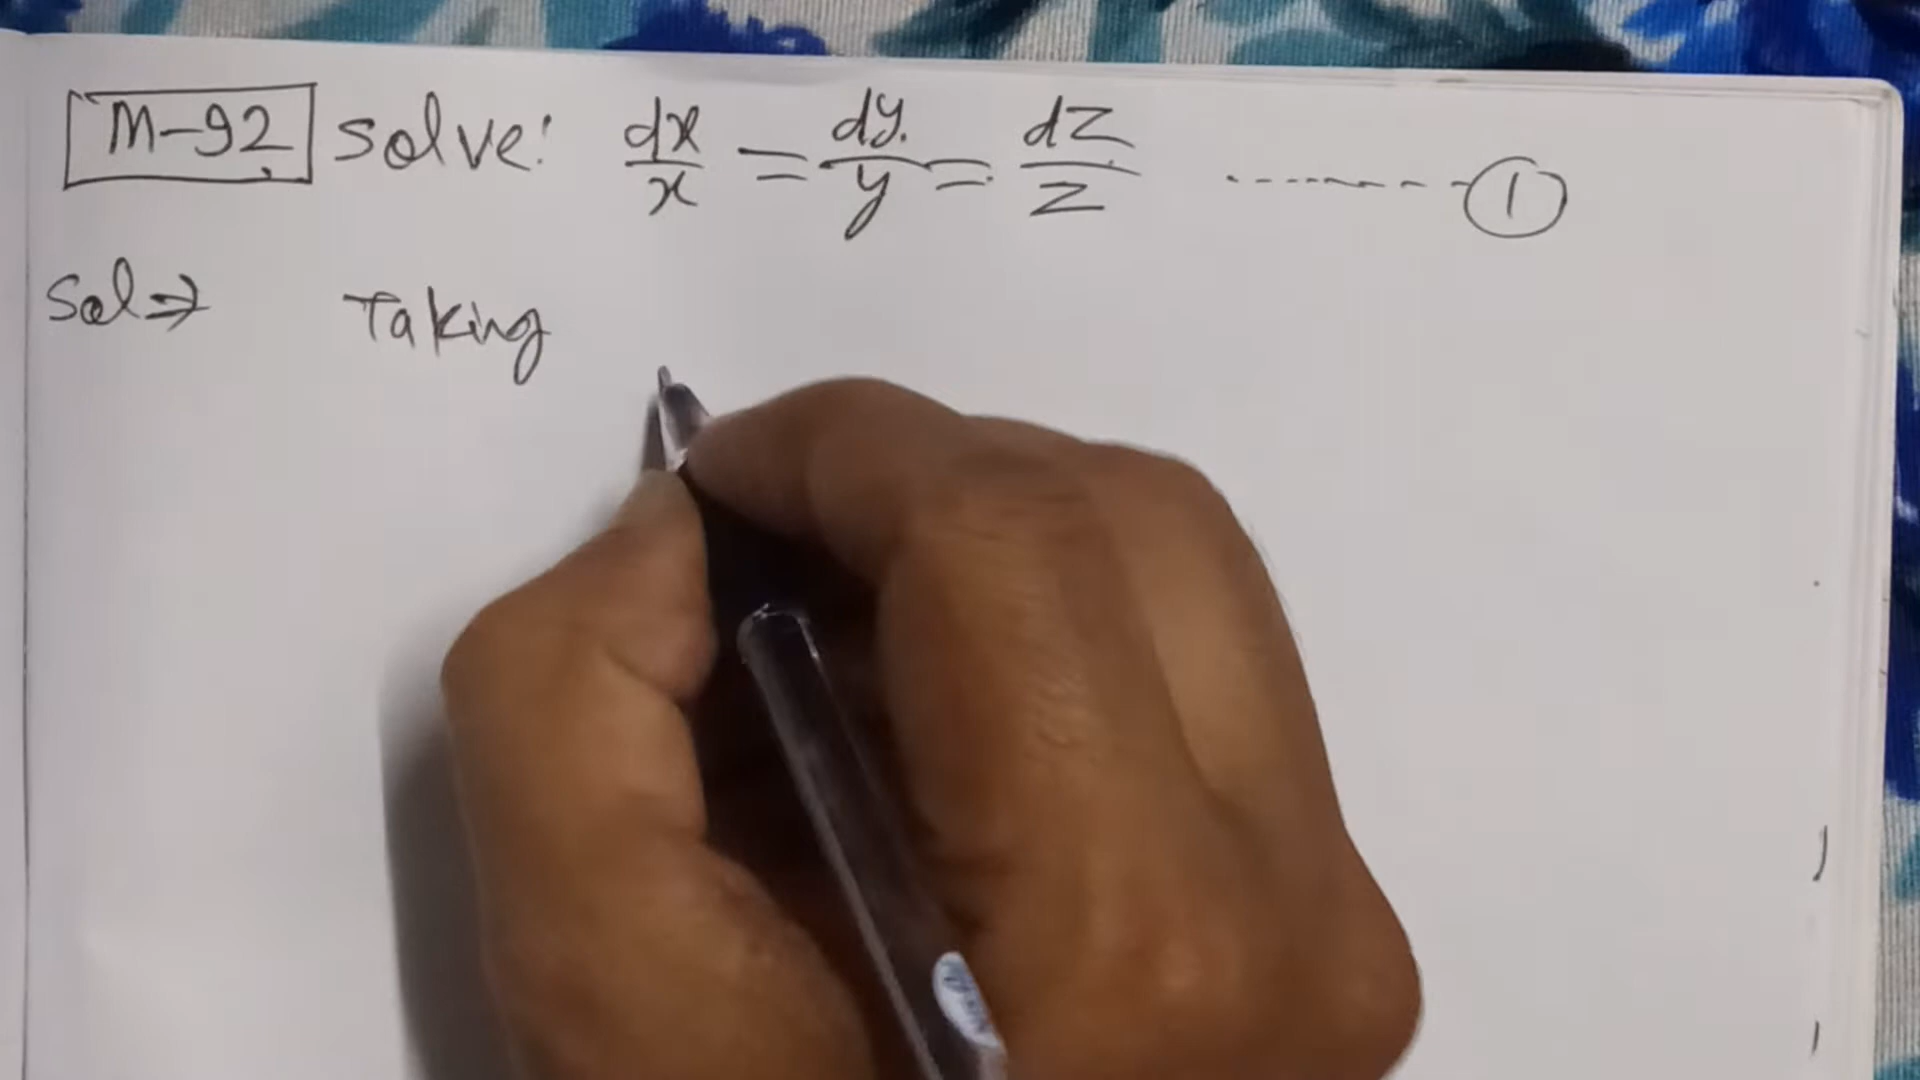 M-92 Solve: dx/x = dy/y = dz/z --------- ①
Sol ⇒ Taking